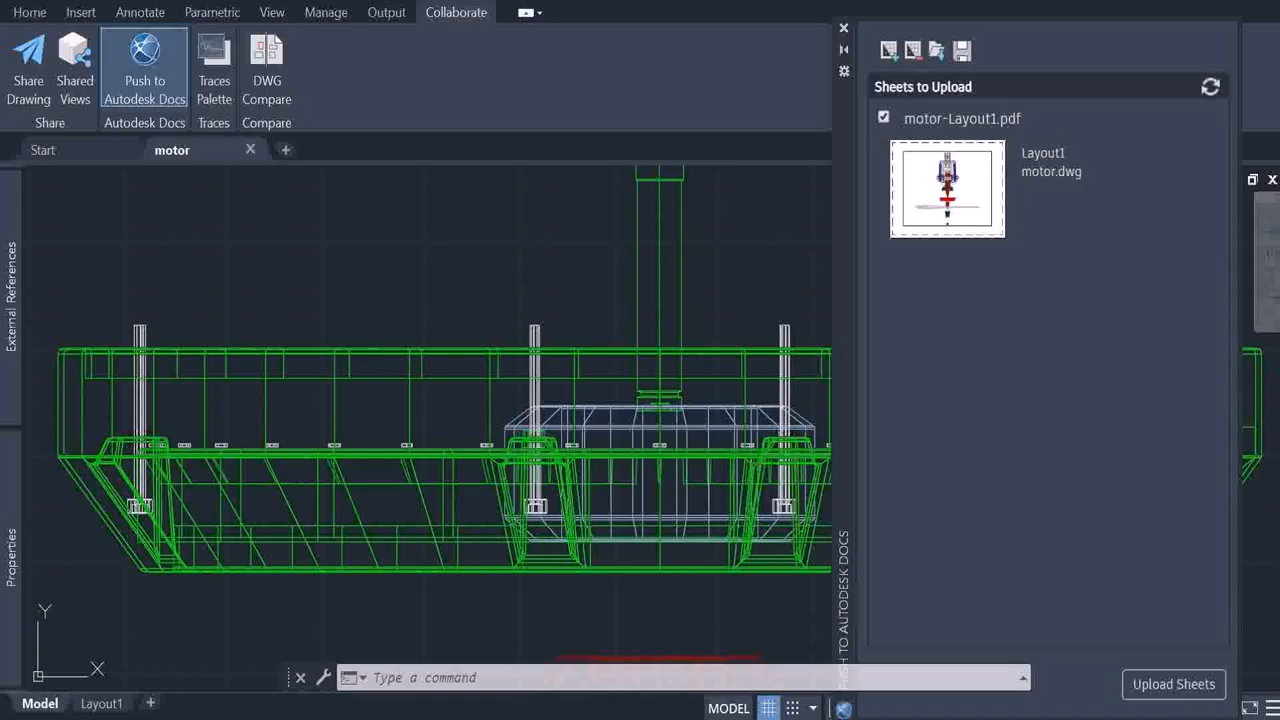 Home Insert Annotate Parametric View Manage Output Collaborate
Share Drawing
Shared Views
Push to Autodesk Docs
Traces Palette
DWG Compare
Share Autodesk Docs Traces Compare
Start motor
External References
Properties
Y
X
PUSH TO AUTODESK DOCS
Sheets to Upload
motor-Layout1.pdf
Layout1
motor.dwg
Type a command
Upload Sheets
Model Layout1
MODEL